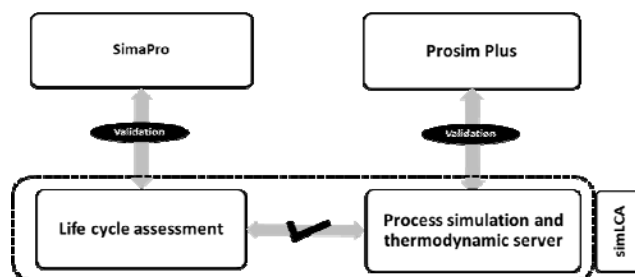 SimaPro
Prosim Plus
Validation
Validation
Life cycle assessment
Process simulation and
thermodynamic server
simLCA